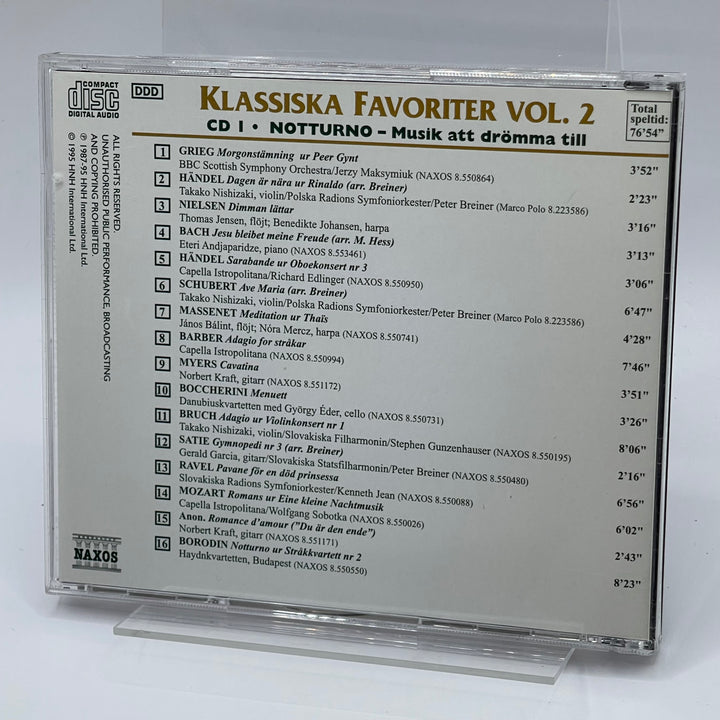 COMPACT
disc
DIGITAL AUDIO
DDD
KLASSISKA FAVORITER VOL. 2
CD 1 • NOTTURNO – Musik att drömma till
Total
speltid:
76'54"
1 GRIEG Morgonstämning ur Peer Gynt
BBC Scottish Symphony Orchestra/Jerzy Maksymiuk (NAXOS 8.550864) 3'52"
2 HÄNDEL Dagen är nära ur Rinaldo (arr. Breiner)
Takako Nishizaki, violin/Polska Radions Symfoniorkester/Peter Breiner (Marco Polo 8.223586) 2'23"
3 NIELSEN Dimman lättar
Thomas Jensen, flöjt; Benedikte Johansen, harpa 3'16"
4 BACH Jesu bleibet meine Freude (arr. M. Hess)
Eteri Andjaparidze, piano (NAXOS 8.553461) 3'13"
5 HÄNDEL Sarabande ur Oboekonsert nr 3
Capella Istropolitana/Richard Edlinger (NAXOS 8.550950) 3'06"
6 SCHUBERT Ave Maria (arr. Breiner)
Takako Nishizaki, violin/Polska Radions Symfoniorkester/Peter Breiner (Marco Polo 8.223586) 6'47"
7 MASSENET Meditation ur Thaïs
János Bálint, flöjt; Nóra Mercz, harpa (NAXOS 8.550741) 4'28"
8 BARBER Adagio for stråkar
Capella Istropolitana (NAXOS 8.550994) 7'46"
9 MYERS Cavatina
Norbert Kraft, gitarr (NAXOS 8.551172) 3'51"
10 BOCCHERINI Menuett
Danubiuskvartetten med György Éder, cello (NAXOS 8.550731) 3'26"
11 BRUCH Adagio ur Violinkonsert nr 1
Takako Nishizaki, violin/Slovakiska Filharmonin/Stephen Gunzenhauser (NAXOS 8.550195) 8'06"
12 SATIE Gymnopedi nr 3 (arr. Breiner)
Gerald Garcia, gitarr/Slovakiska Statsfilharmonin/Peter Breiner (NAXOS 8.550480) 2'16"
13 RAVEL Pavane för en död prinsessa
Slovakiska Radions Symfoniorkester/Kenneth Jean (NAXOS 8.550088) 6'56"
14 MOZART Romans ur Eine kleine Nachtmusik
Capella Istropolitana/Wolfgang Sobotka (NAXOS 8.550026) 6'02"
15 Anon. Romance d'amour ("Du är den ende")
Norbert Kraft, gitarr (NAXOS 8.551171) 2'43"
16 BORODIN Notturno ur Stråkkvartett nr 2
Haydnkvartetten, Budapest (NAXOS 8.550550) 8'23"
ALL RIGHTS RESERVED.
UNAUTHORISED PUBLIC PERFORMANCE, BROADCASTING
AND COPYING PROHIBITED.
℗ 1987-95 HNH International Ltd.
© 1995 HNH International Ltd.
NAXOS